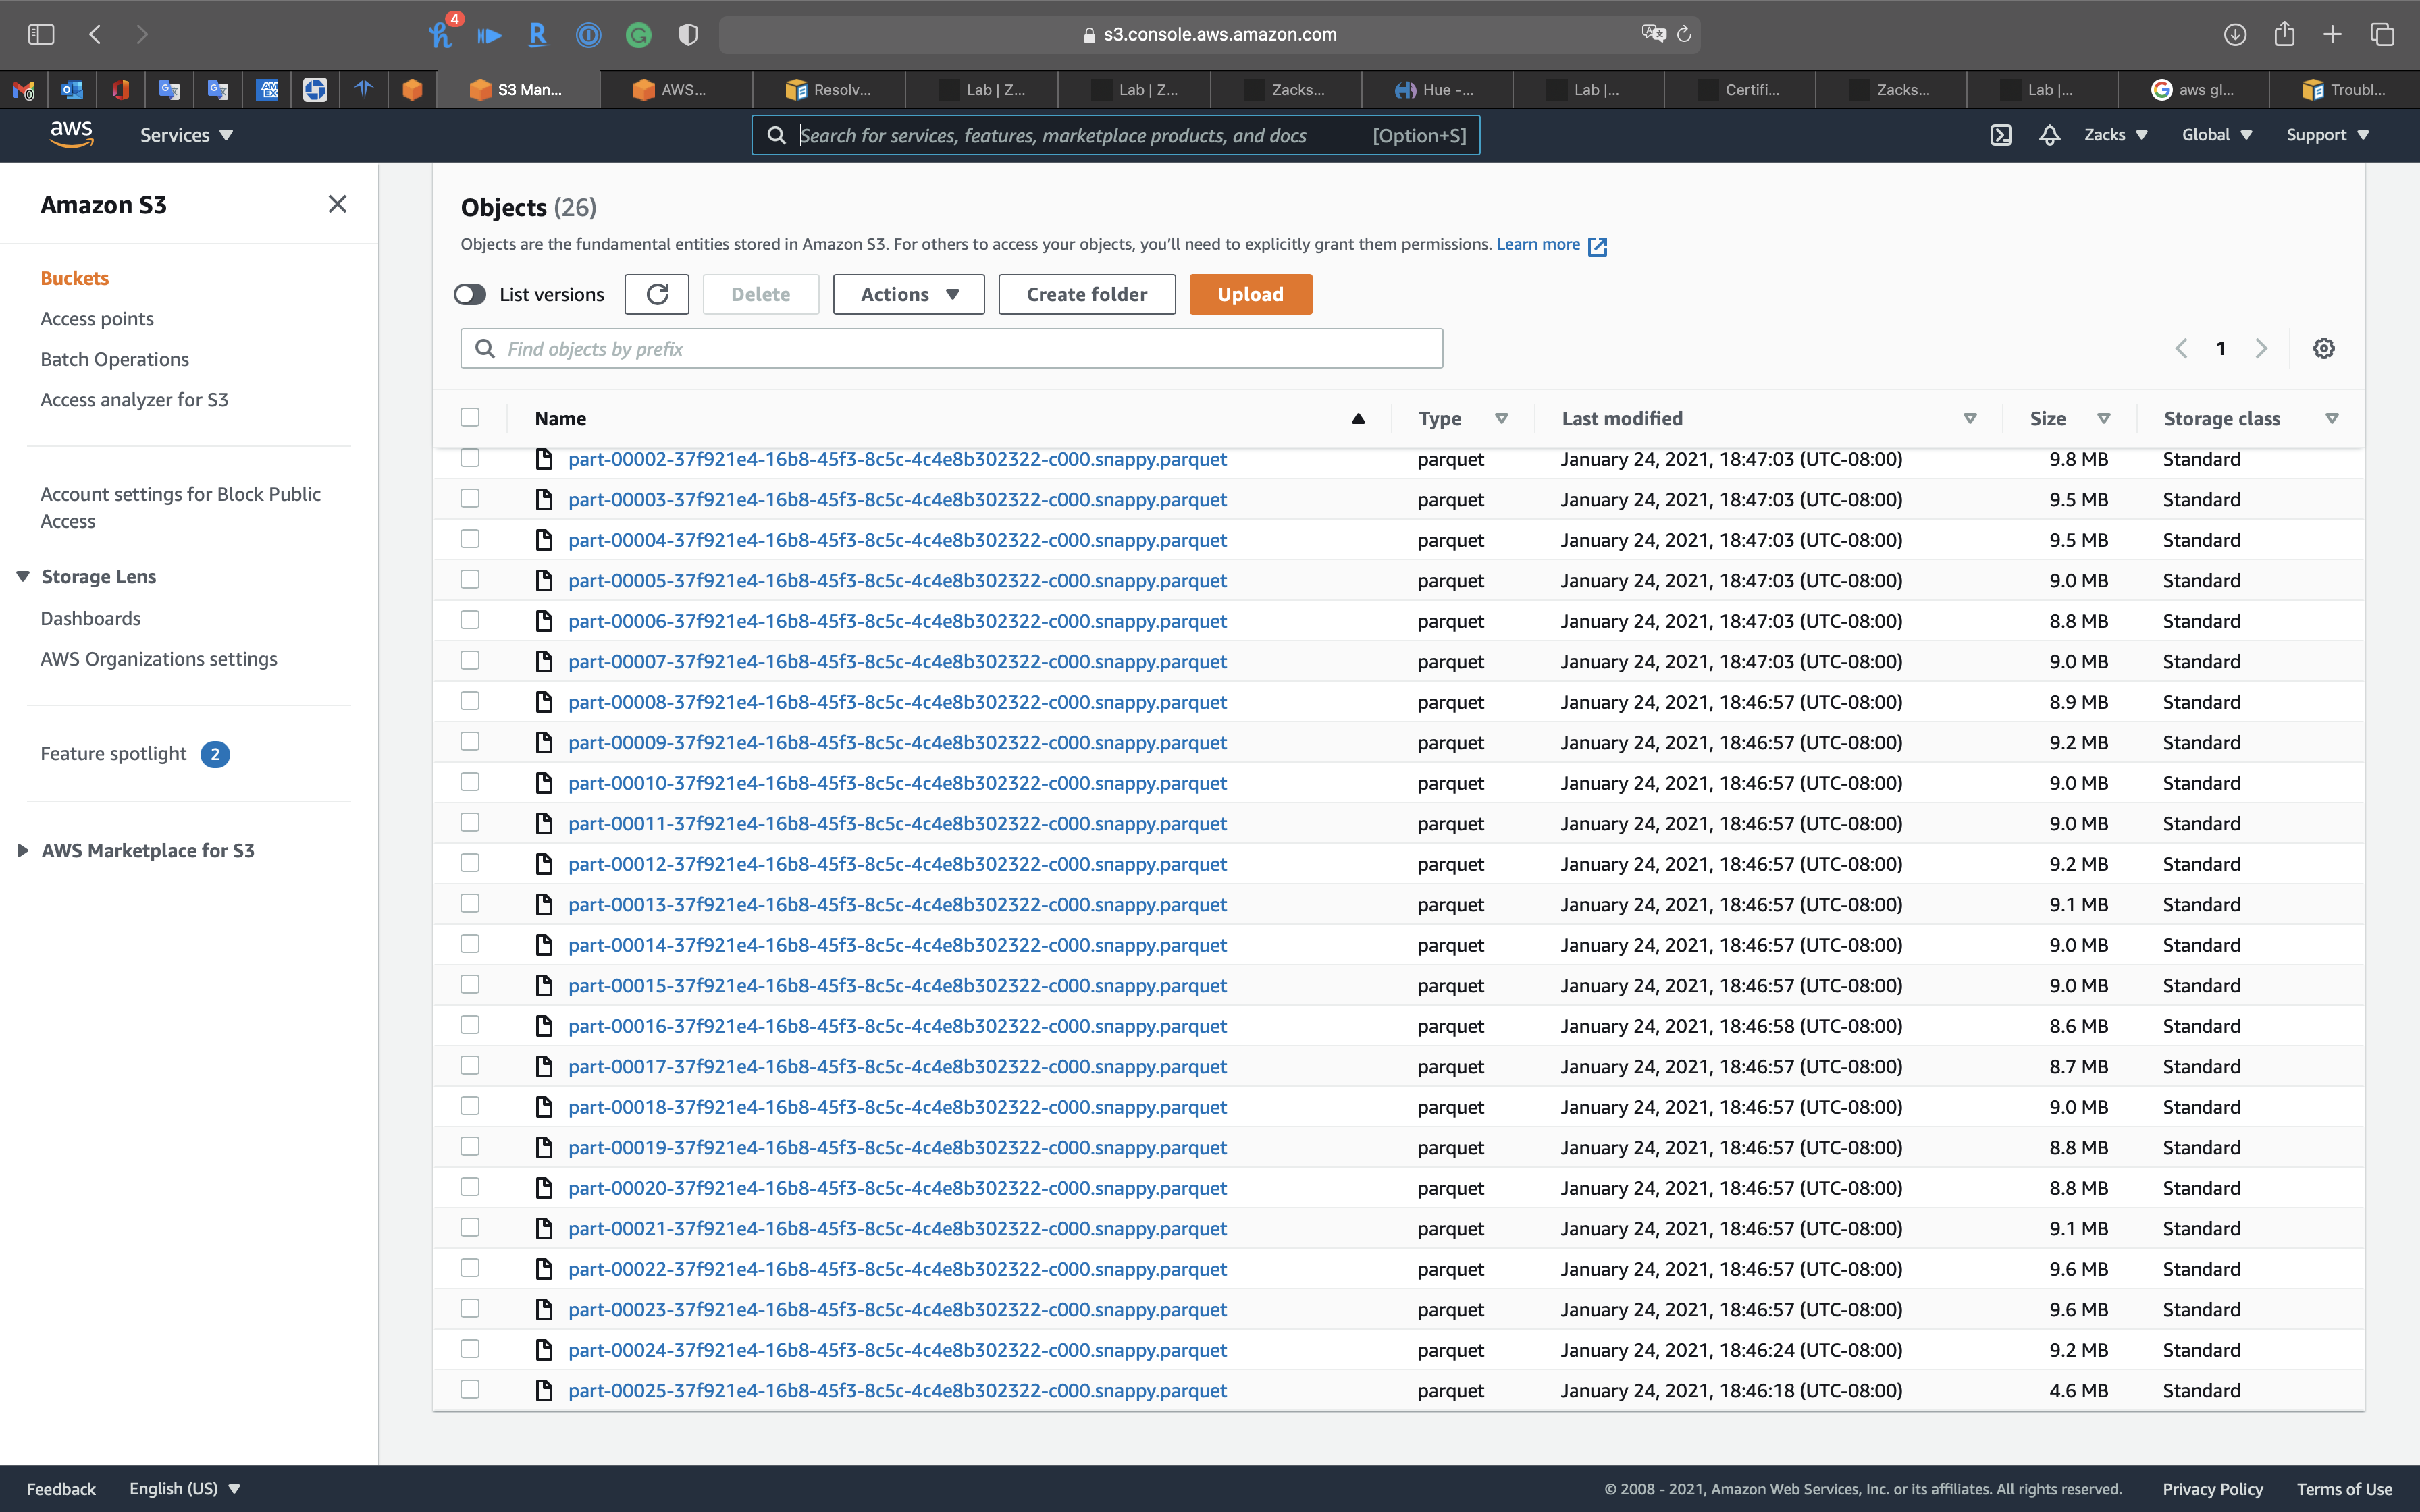 4
s3.console.aws.amazon.com
S3 Man... AWS... Resolv... Lab | Z... Lab | Z... Zacks... Hue -... Lab |... Certifi... Zacks... Lab |... aws gl... Troubl...
aws Services Search for services, features, marketplace products, and docs [Option+S] Zacks Global Support
Amazon S3
Buckets
Access points
Batch Operations
Access analyzer for S3
Account settings for Block Public
Access
Storage Lens
Dashboards
AWS Organizations settings
Feature spotlight 2
AWS Marketplace for S3
Objects (26)
Objects are the fundamental entities stored in Amazon S3. For others to access your objects, you’ll need to explicitly grant them permissions. Learn more
List versions Delete Actions Create folder Upload
Find objects by prefix 1
Name Type Last modified Size Storage class
part-00002-37f921e4-16b8-45f3-8c5c-4c4e8b302322-c000.snappy.parquet parquet January 24, 2021, 18:47:03 (UTC-08:00) 9.8 MB Standard
part-00003-37f921e4-16b8-45f3-8c5c-4c4e8b302322-c000.snappy.parquet parquet January 24, 2021, 18:47:03 (UTC-08:00) 9.5 MB Standard
part-00004-37f921e4-16b8-45f3-8c5c-4c4e8b302322-c000.snappy.parquet parquet January 24, 2021, 18:47:03 (UTC-08:00) 9.5 MB Standard
part-00005-37f921e4-16b8-45f3-8c5c-4c4e8b302322-c000.snappy.parquet parquet January 24, 2021, 18:47:03 (UTC-08:00) 9.0 MB Standard
part-00006-37f921e4-16b8-45f3-8c5c-4c4e8b302322-c000.snappy.parquet parquet January 24, 2021, 18:47:03 (UTC-08:00) 8.8 MB Standard
part-00007-37f921e4-16b8-45f3-8c5c-4c4e8b302322-c000.snappy.parquet parquet January 24, 2021, 18:47:03 (UTC-08:00) 9.0 MB Standard
part-00008-37f921e4-16b8-45f3-8c5c-4c4e8b302322-c000.snappy.parquet parquet January 24, 2021, 18:46:57 (UTC-08:00) 8.9 MB Standard
part-00009-37f921e4-16b8-45f3-8c5c-4c4e8b302322-c000.snappy.parquet parquet January 24, 2021, 18:46:57 (UTC-08:00) 9.2 MB Standard
part-00010-37f921e4-16b8-45f3-8c5c-4c4e8b302322-c000.snappy.parquet parquet January 24, 2021, 18:46:57 (UTC-08:00) 9.0 MB Standard
part-00011-37f921e4-16b8-45f3-8c5c-4c4e8b302322-c000.snappy.parquet parquet January 24, 2021, 18:46:57 (UTC-08:00) 9.0 MB Standard
part-00012-37f921e4-16b8-45f3-8c5c-4c4e8b302322-c000.snappy.parquet parquet January 24, 2021, 18:46:57 (UTC-08:00) 9.2 MB Standard
part-00013-37f921e4-16b8-45f3-8c5c-4c4e8b302322-c000.snappy.parquet parquet January 24, 2021, 18:46:57 (UTC-08:00) 9.1 MB Standard
part-00014-37f921e4-16b8-45f3-8c5c-4c4e8b302322-c000.snappy.parquet parquet January 24, 2021, 18:46:57 (UTC-08:00) 9.0 MB Standard
part-00015-37f921e4-16b8-45f3-8c5c-4c4e8b302322-c000.snappy.parquet parquet January 24, 2021, 18:46:57 (UTC-08:00) 9.0 MB Standard
part-00016-37f921e4-16b8-45f3-8c5c-4c4e8b302322-c000.snappy.parquet parquet January 24, 2021, 18:46:58 (UTC-08:00) 8.6 MB Standard
part-00017-37f921e4-16b8-45f3-8c5c-4c4e8b302322-c000.snappy.parquet parquet January 24, 2021, 18:46:57 (UTC-08:00) 8.7 MB Standard
part-00018-37f921e4-16b8-45f3-8c5c-4c4e8b302322-c000.snappy.parquet parquet January 24, 2021, 18:46:57 (UTC-08:00) 9.0 MB Standard
part-00019-37f921e4-16b8-45f3-8c5c-4c4e8b302322-c000.snappy.parquet parquet January 24, 2021, 18:46:57 (UTC-08:00) 8.8 MB Standard
part-00020-37f921e4-16b8-45f3-8c5c-4c4e8b302322-c000.snappy.parquet parquet January 24, 2021, 18:46:57 (UTC-08:00) 8.8 MB Standard
part-00021-37f921e4-16b8-45f3-8c5c-4c4e8b302322-c000.snappy.parquet parquet January 24, 2021, 18:46:57 (UTC-08:00) 9.1 MB Standard
part-00022-37f921e4-16b8-45f3-8c5c-4c4e8b302322-c000.snappy.parquet parquet January 24, 2021, 18:46:57 (UTC-08:00) 9.6 MB Standard
part-00023-37f921e4-16b8-45f3-8c5c-4c4e8b302322-c000.snappy.parquet parquet January 24, 2021, 18:46:57 (UTC-08:00) 9.6 MB Standard
part-00024-37f921e4-16b8-45f3-8c5c-4c4e8b302322-c000.snappy.parquet parquet January 24, 2021, 18:46:24 (UTC-08:00) 9.2 MB Standard
part-00025-37f921e4-16b8-45f3-8c5c-4c4e8b302322-c000.snappy.parquet parquet January 24, 2021, 18:46:18 (UTC-08:00) 4.6 MB Standard
Feedback English (US) © 2008 - 2021, Amazon Web Services, Inc. or its affiliates. All rights reserved. Privacy Policy Terms of Use